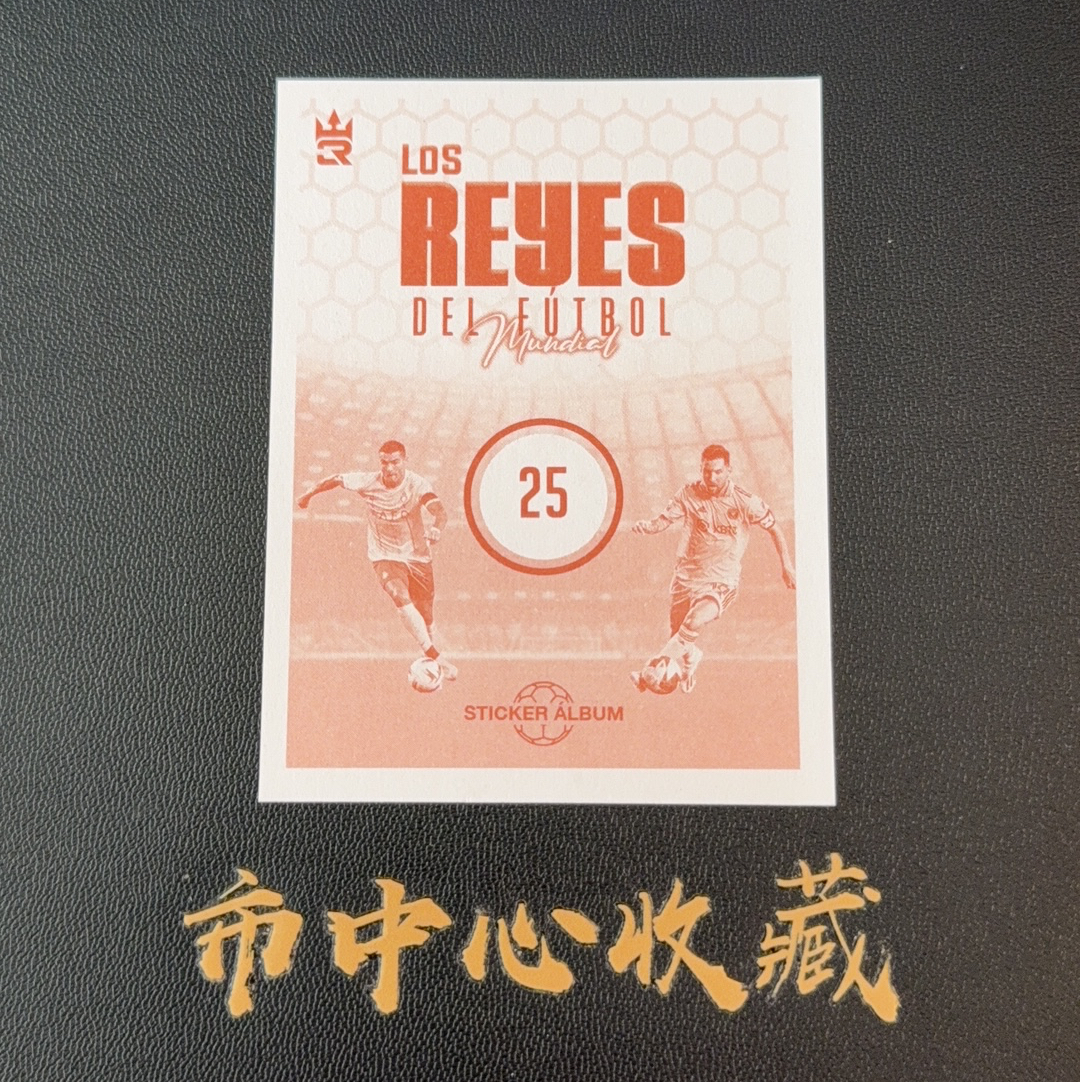 LOS
REYES
DEL FÚTBOL
Mundial
25
STICKER ÁLBUM
市中心收藏